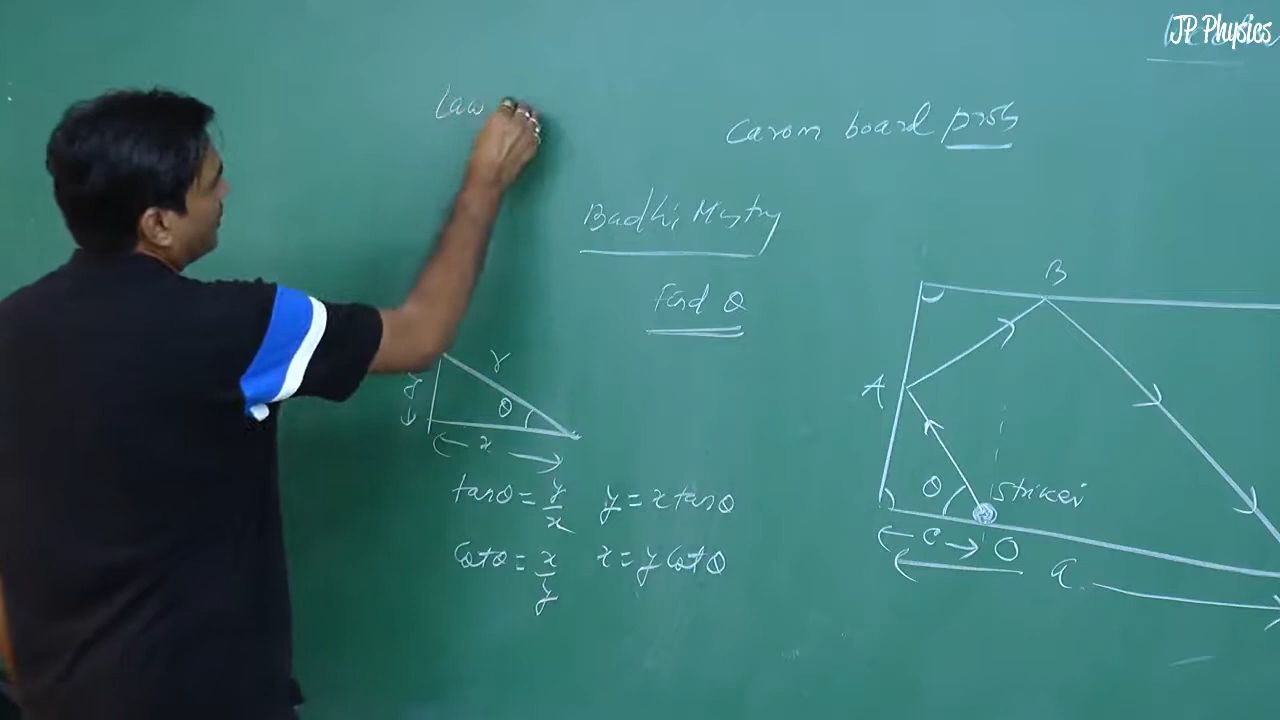 JP Physics
Law
Carom board prob
Badhi Mistry
Find θ
y
r
θ
x
tanθ = y/x y = x tanθ
cotθ = x/y x = y cotθ
B
A
θ
striker
c
O
a